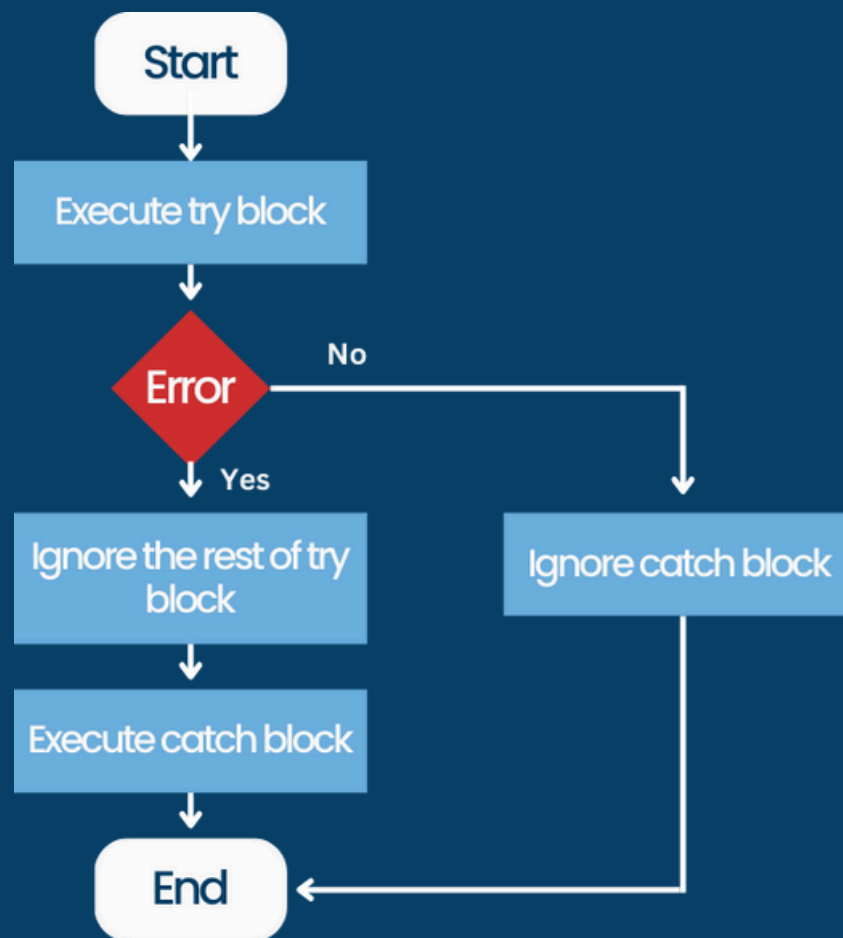 Start
Execute try block
No
Error
Yes
Ignore the rest of try
block
Ignore catch block
Execute catch block
End